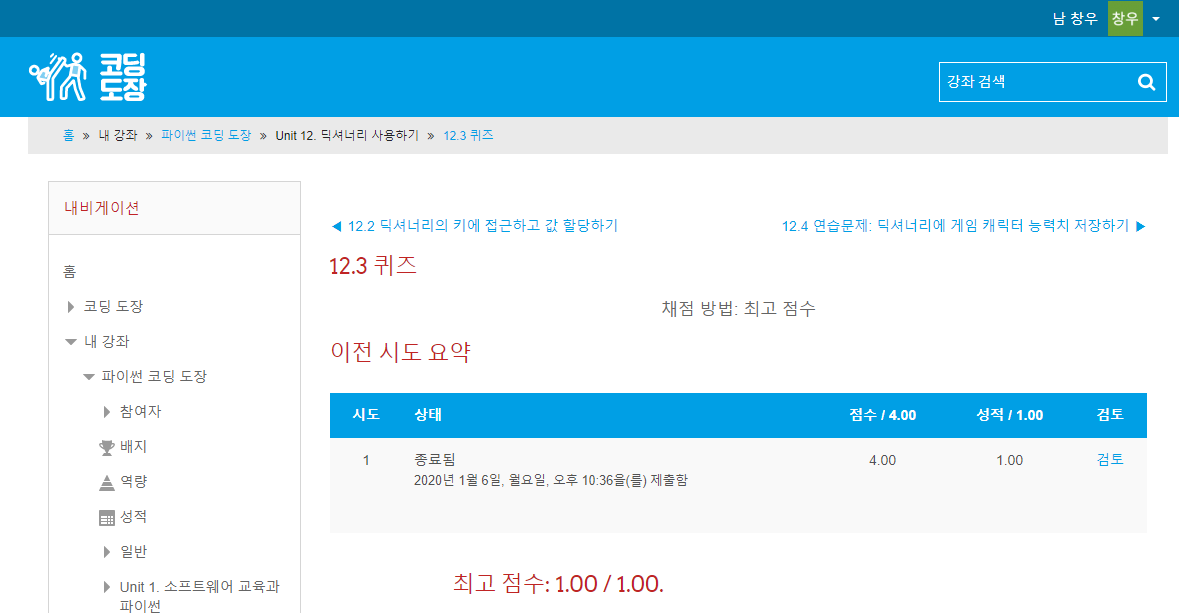 남 창우 창우
코딩
도장
강좌 검색
홈 » 내 강좌 » 파이썬 코딩 도장 » Unit 12. 딕셔너리 사용하기 » 12.3 퀴즈
내비게이션
홈
코딩 도장
내 강좌
파이썬 코딩 도장
참여자
배지
역량
성적
일반
Unit 1. 소프트웨어 교육과
파이썬
◀ 12.2 딕셔너리의 키에 접근하고 값 할당하기
12.4 연습문제: 딕셔너리에 게임 캐릭터 능력치 저장하기 ▶
12.3 퀴즈
채점 방법: 최고 점수
이전 시도 요약
시도 상태 점수 / 4.00 성적 / 1.00 검토
1 종료됨 4.00 1.00 검토
2020년 1월 6일, 월요일, 오후 10:36을(를) 제출함
최고 점수: 1.00 / 1.00.